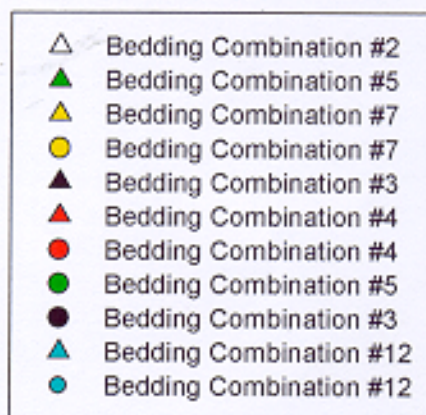 Bedding Combination #2
Bedding Combination #5
Bedding Combination #7
Bedding Combination #7
Bedding Combination #3
Bedding Combination #4
Bedding Combination #4
Bedding Combination #5
Bedding Combination #3
Bedding Combination #12
Bedding Combination #12